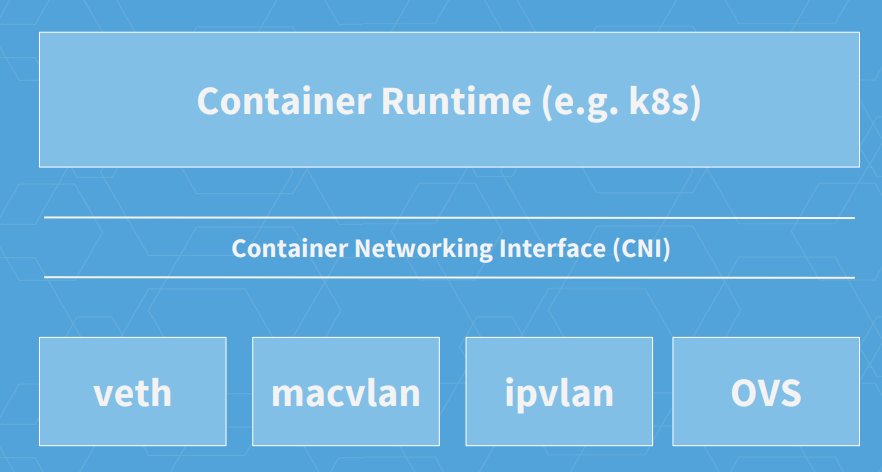 Container Runtime (e.g. k8s)
Container Networking Interface (CNI)
veth
macvlan
ipvlan
OVS